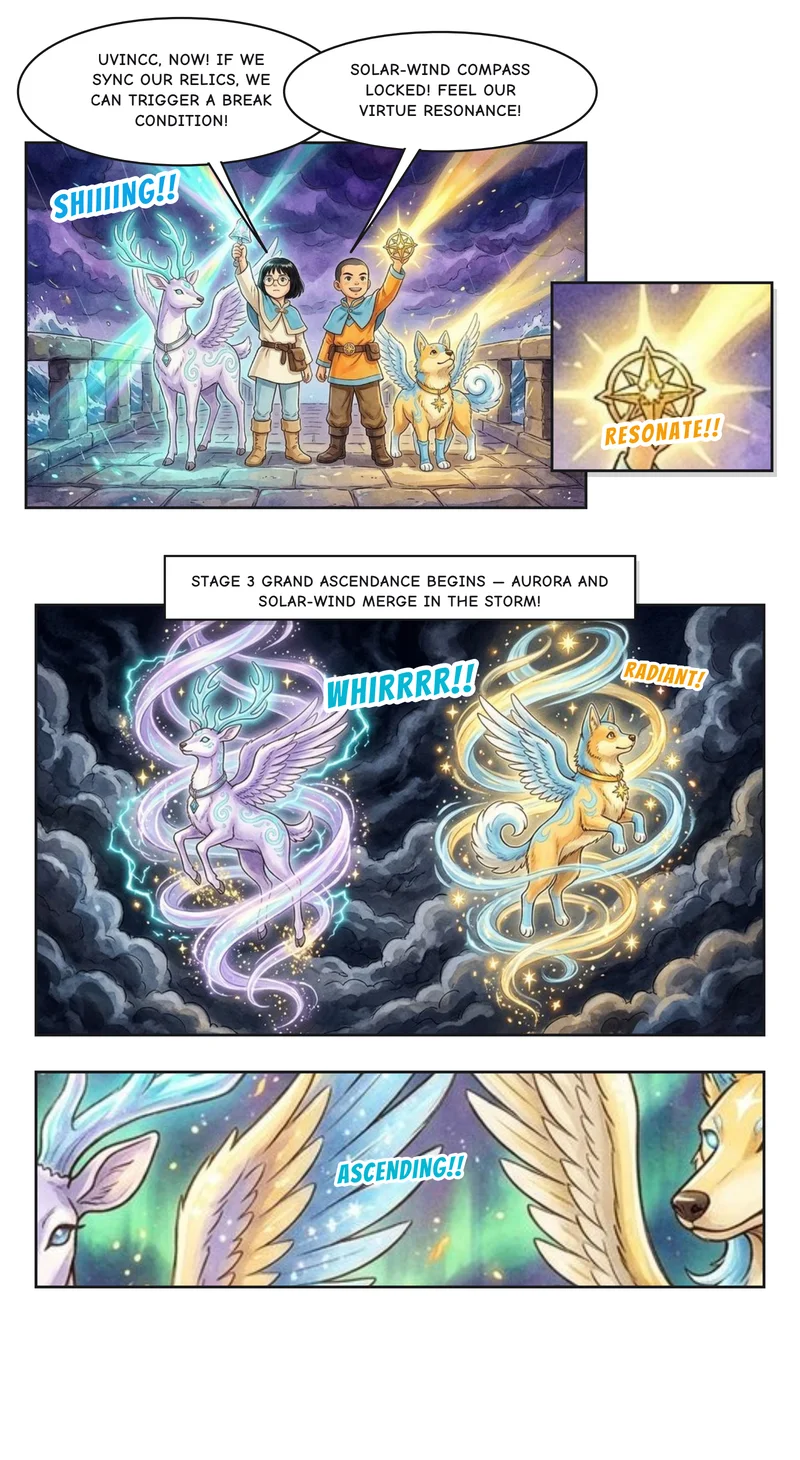 UVINCC, NOW! IF WE
SYNC OUR RELICS, WE
CAN TRIGGER A BREAK
CONDITION!
SOLAR-WIND COMPASS
LOCKED! FEEL OUR
VIRTUE RESONANCE!
SHIIIING!!
RESONATE!!
STAGE 3 GRAND ASCENDANCE BEGINS — AURORA AND
SOLAR-WIND MERGE IN THE STORM!
WHIRRRR!!
RADIANT!
ASCENDING!!